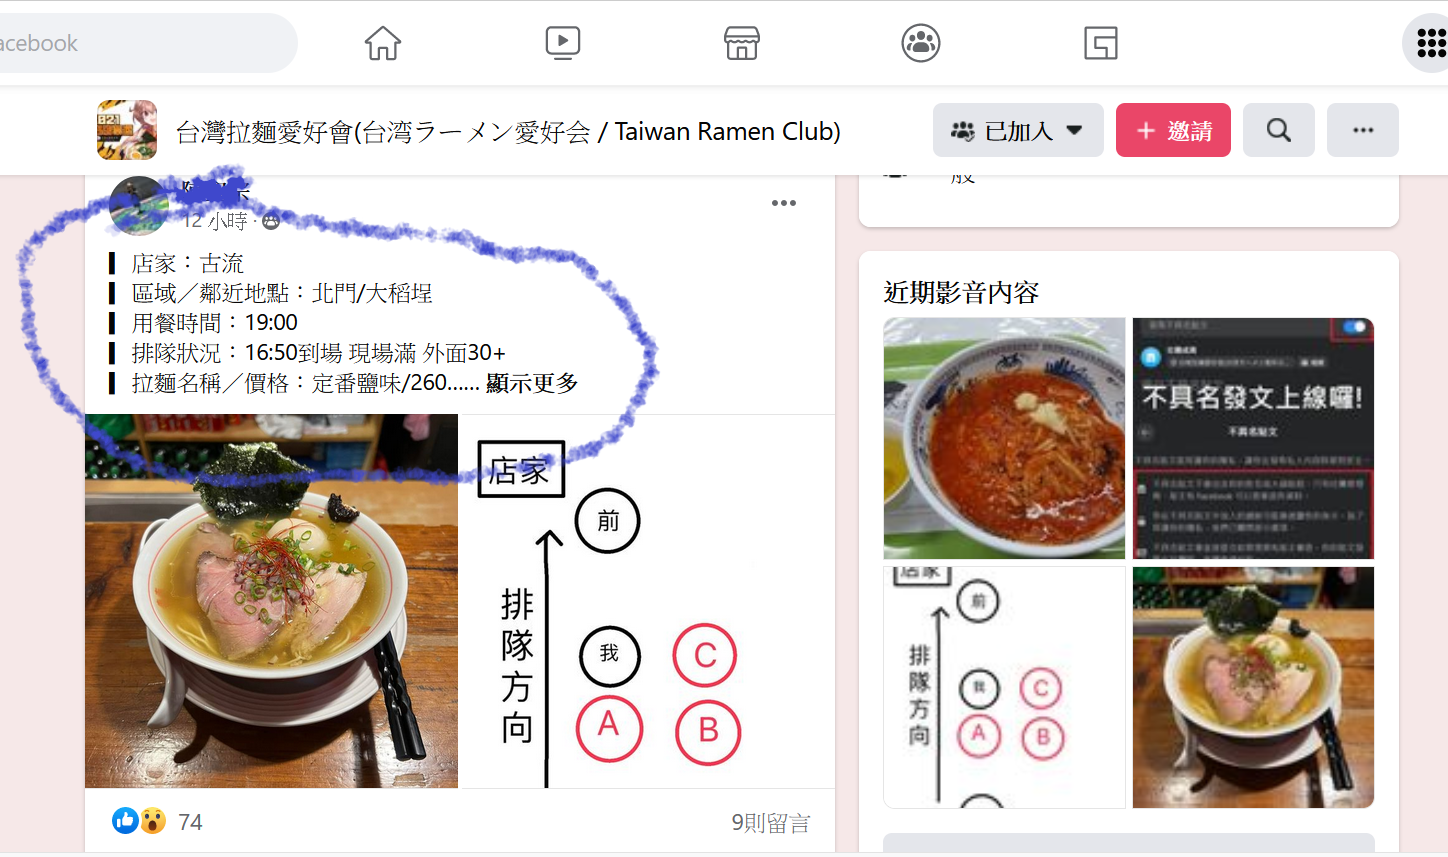 acebook
台灣拉麵愛好會(台湾ラーメン愛好会 / Taiwan Ramen Club)
已加入
+ 邀請
12 小時
▍ 店家：古流
▍ 區域／鄰近地點：北門/大稻埕
▍ 用餐時間：19:00
▍ 排隊狀況：16:50到場 現場滿 外面30+
▍ 拉麵名稱／價格：定番鹽味/260...... 顯示更多
店家
前
排隊方向
我
C
A
B
74
9則留言
近期影音內容
不具名發文上線囉!
不具名貼文
店家
前
排隊方向
我
C
A
B